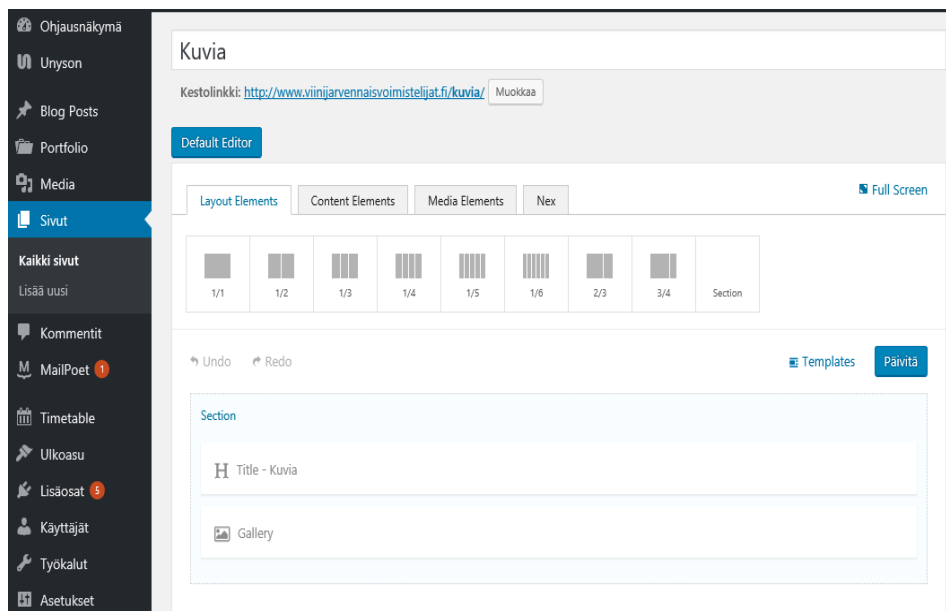 Ohjausnäkymä
Unyson
Blog Posts
Portfolio
Media
Sivut
Kaikki sivut
Lisää uusi
Kommentit
MailPoet 1
Timetable
Ulkoasu
Lisäosat 5
Käyttäjät
Työkalut
Asetukset
Kuvia
Kestolinkki: http://www.viinijarvennaisvoimistelijat.fi/kuvia/ Muokkaa
Default Editor
Layout Elements Content Elements Media Elements Nex Full Screen
1/1 1/2 1/3 1/4 1/5 1/6 2/3 3/4 Section
Undo Redo Templates Päivitä
Section
H Title - Kuvia
Gallery